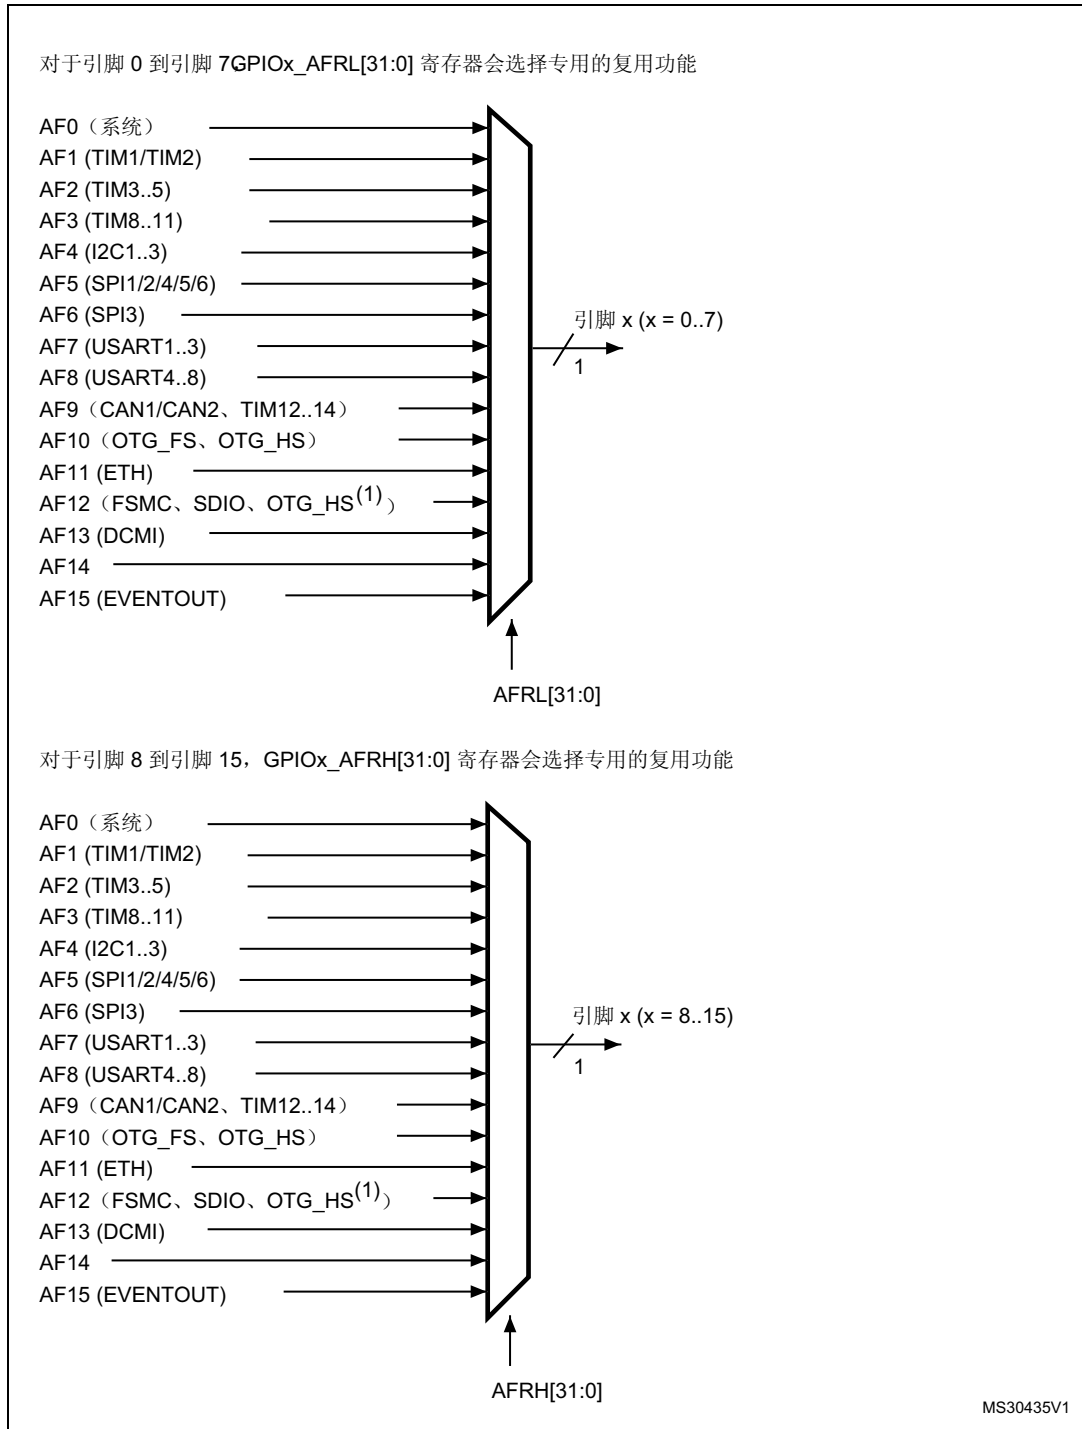 对于引脚 0 到引脚 7GPIOx_AFRL[31:0] 寄存器会选择专用的复用功能
AF0（系统）
AF1 (TIM1/TIM2)
AF2 (TIM3..5)
AF3 (TIM8..11)
AF4 (I2C1..3)
AF5 (SPI1/2/4/5/6)
AF6 (SPI3)
AF7 (USART1..3)
AF8 (USART4..8)
AF9（CAN1/CAN2、TIM12..14）
AF10（OTG_FS、OTG_HS）
AF11 (ETH)
AF12（FSMC、SDIO、OTG_HS(1)）
AF13 (DCMI)
AF14
AF15 (EVENTOUT)
引脚 x (x = 0..7)
1
AFRL[31:0]
对于引脚 8 到引脚 15，GPIOx_AFRH[31:0] 寄存器会选择专用的复用功能
AF0（系统）
AF1 (TIM1/TIM2)
AF2 (TIM3..5)
AF3 (TIM8..11)
AF4 (I2C1..3)
AF5 (SPI1/2/4/5/6)
AF6 (SPI3)
AF7 (USART1..3)
AF8 (USART4..8)
AF9（CAN1/CAN2、TIM12..14）
AF10（OTG_FS、OTG_HS）
AF11 (ETH)
AF12（FSMC、SDIO、OTG_HS(1)）
AF13 (DCMI)
AF14
AF15 (EVENTOUT)
引脚 x (x = 8..15)
1
AFRH[31:0]
MS30435V1